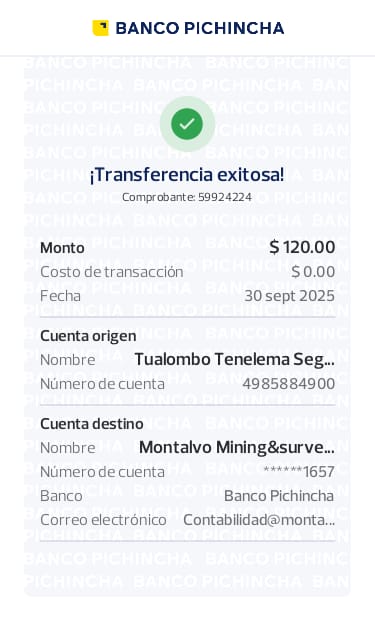 BANCO PICHINCHA
¡Transferencia exitosa!
Comprobante: 59924224
Monto $ 120.00
Costo de transacción $ 0.00
Fecha 30 sept 2025
Cuenta origen
Nombre Tualombo Tenelema Seg...
Número de cuenta 4985884900
Cuenta destino
Nombre Montalvo Mining&surve...
Número de cuenta ******1657
Banco Banco Pichincha
Correo electrónico Contabilidad@monta...